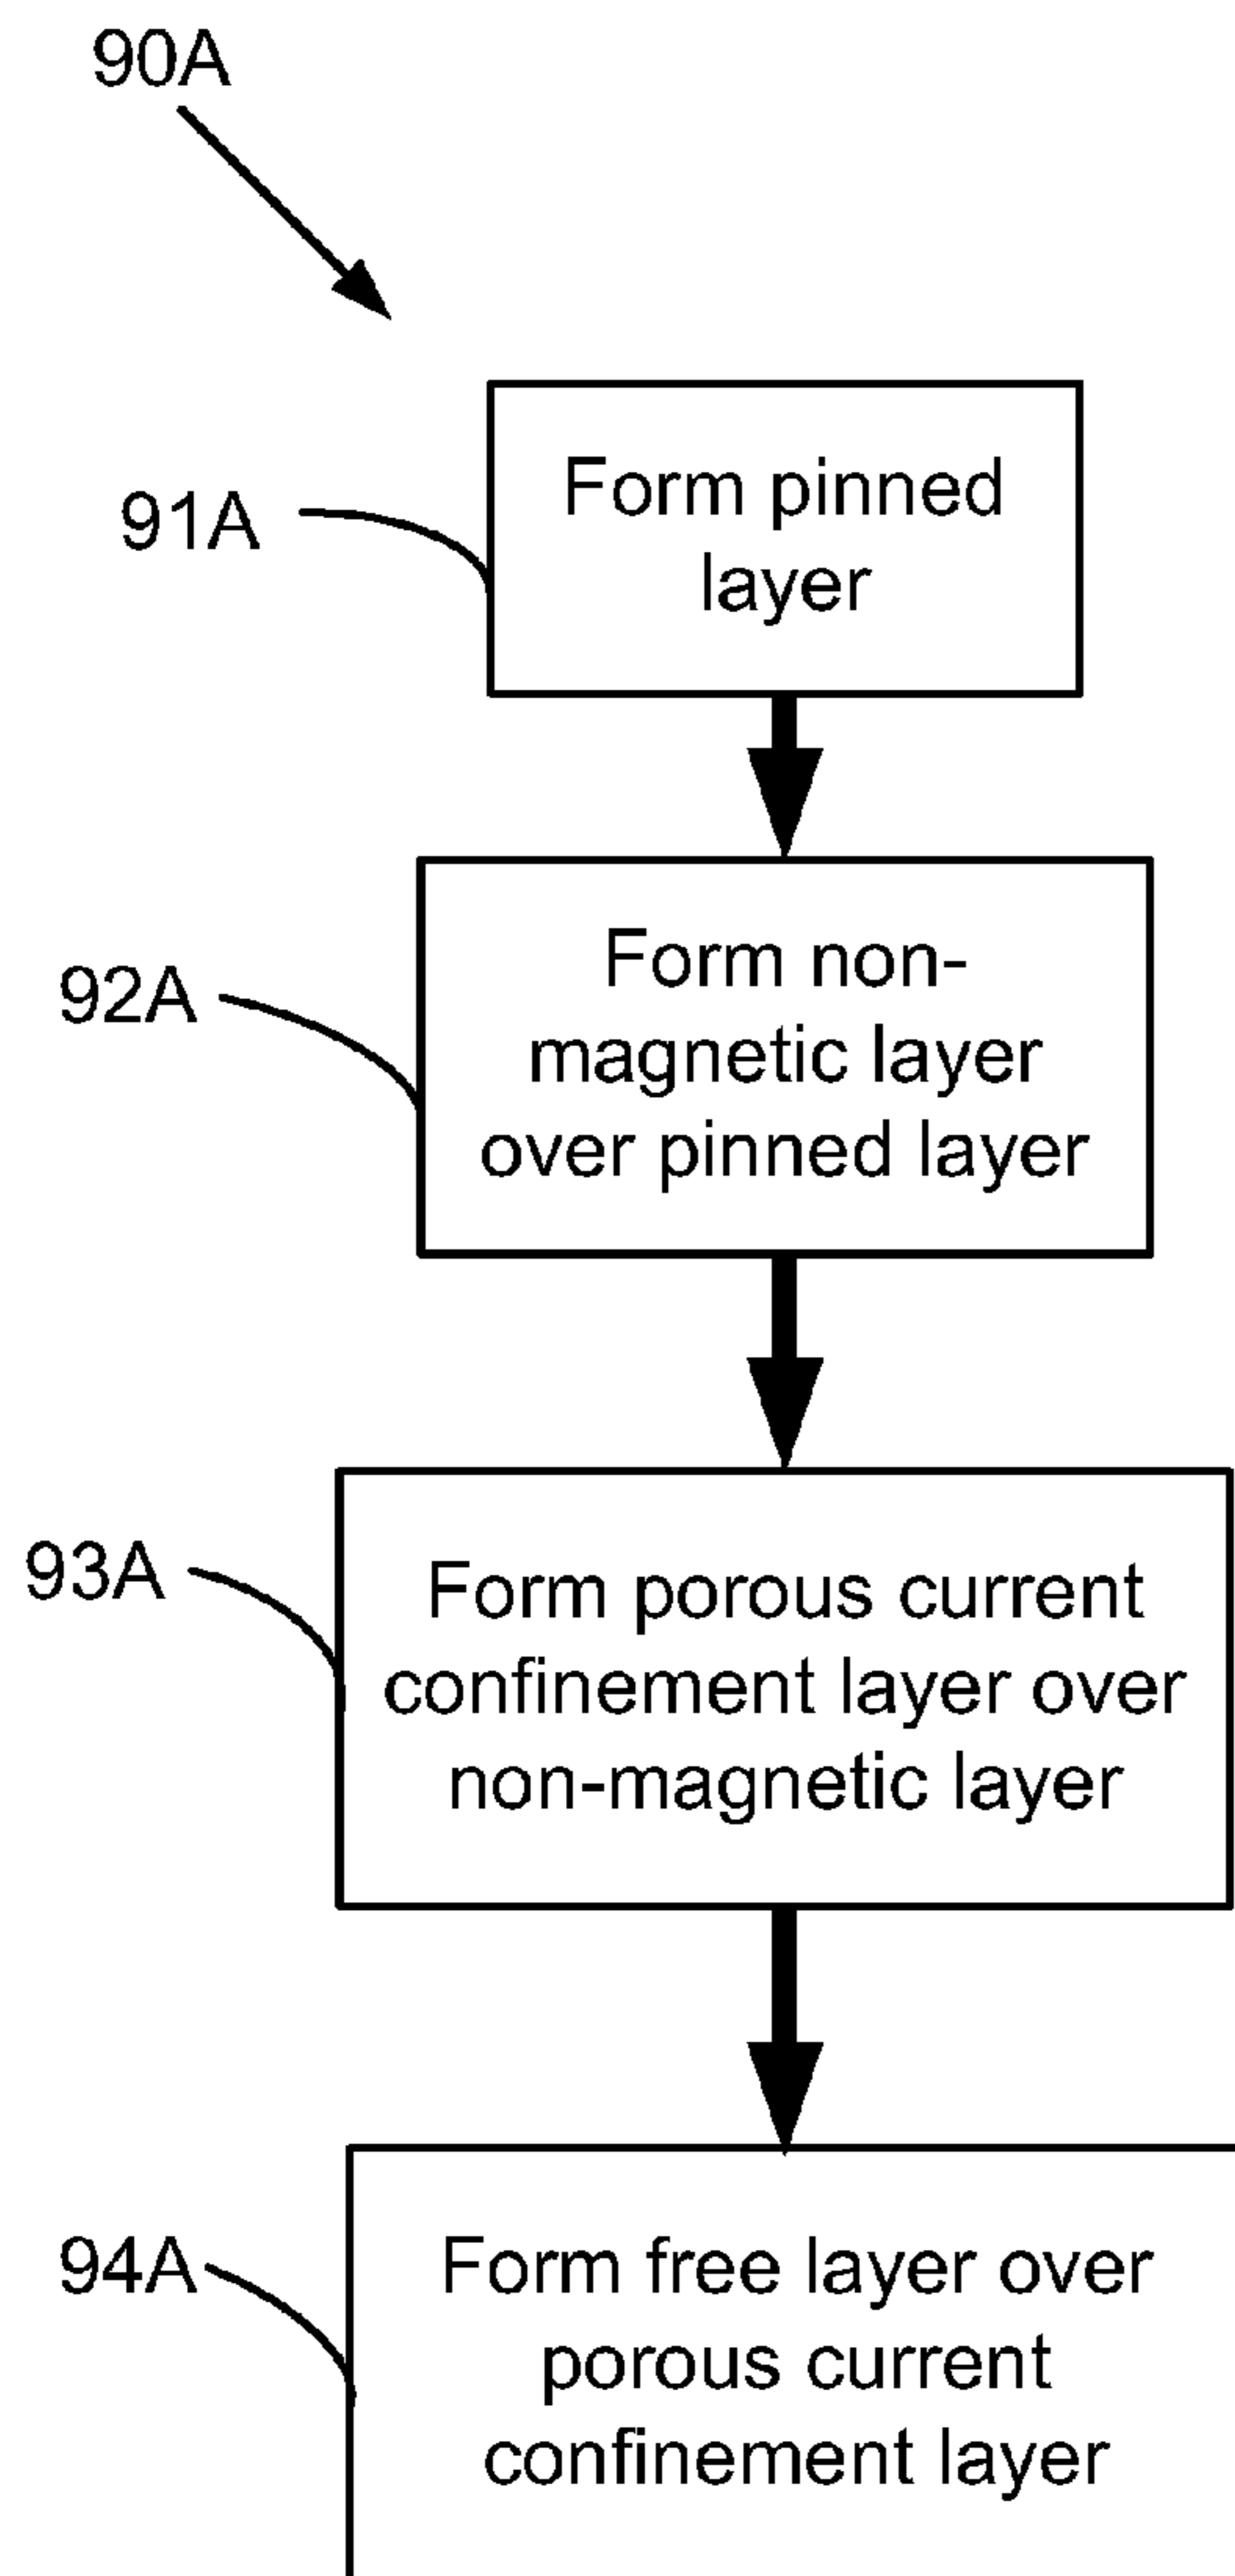 90A
91A
Form pinned
layer
92A
Form non-
magnetic layer
over pinned layer
93A
Form porous current
confinement layer over
non-magnetic layer
94A
Form free layer over
porous current
confinement layer